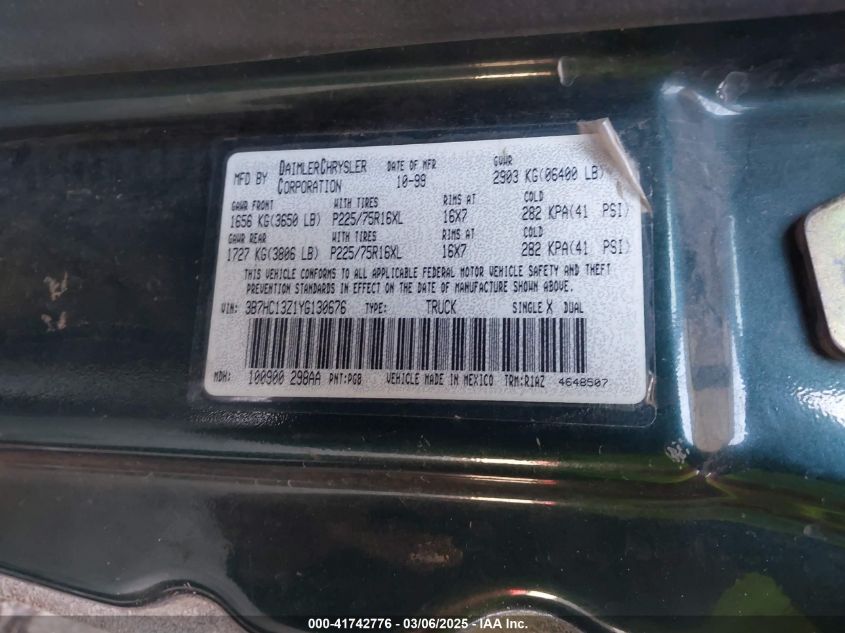 MFD BY DAIMLERCHRYSLER CORPORATION DATE OF MFR 10-99 GVWR 2903 KG(06400 LB)
GAWR FRONT WITH TIRES RIMS AT COLD
1656 KG(3650 LB) P225/75R16XL 16X7 282 KPA(41 PSI)
GAWR REAR WITH TIRES RIMS AT COLD
1727 KG(3806 LB) P225/75R16XL 16X7 282 KPA(41 PSI)
THIS VEHICLE CONFORMS TO ALL APPLICABLE FEDERAL MOTOR VEHICLE SAFETY AND THEFT
PREVENTION STANDARDS IN EFFECT ON THE DATE OF MANUFACTURE SHOWN ABOVE.
VIN: 3B7HC13Z1YG130676 TYPE: TRUCK SINGLE X DUAL
MDH: 100900 298AA PNT:PG8 VEHICLE MADE IN MEXICO TRM:R1AZ 4648507
000-41742776 — 03/06/2025 — IAA Inc.